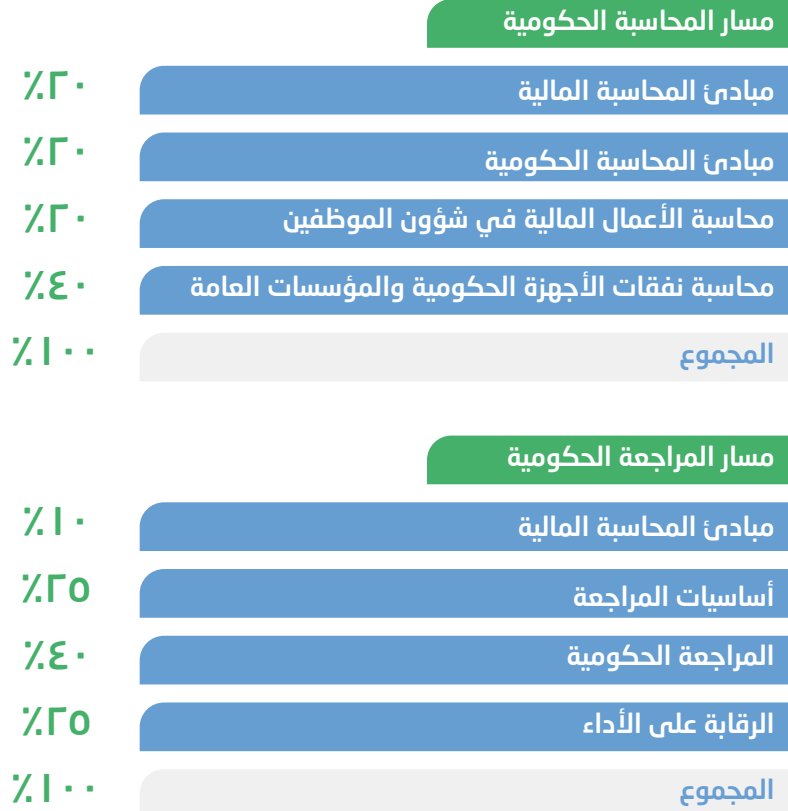 مسار المحاسبة الحكومية
مبادئ المحاسبة المالية ٢٠٪
مبادئ المحاسبة الحكومية ٢٠٪
محاسبة الأعمال المالية في شؤون الموظفين ٢٠٪
محاسبة نفقات الأجهزة الحكومية والمؤسسات العامة ٤٠٪
المجموع ١٠٠٪
مسار المراجعة الحكومية
مبادئ المحاسبة المالية ١٠٪
أساسيات المراجعة ٢٥٪
المراجعة الحكومية ٤٠٪
الرقابة على الأداء ٢٥٪
المجموع ١٠٠٪